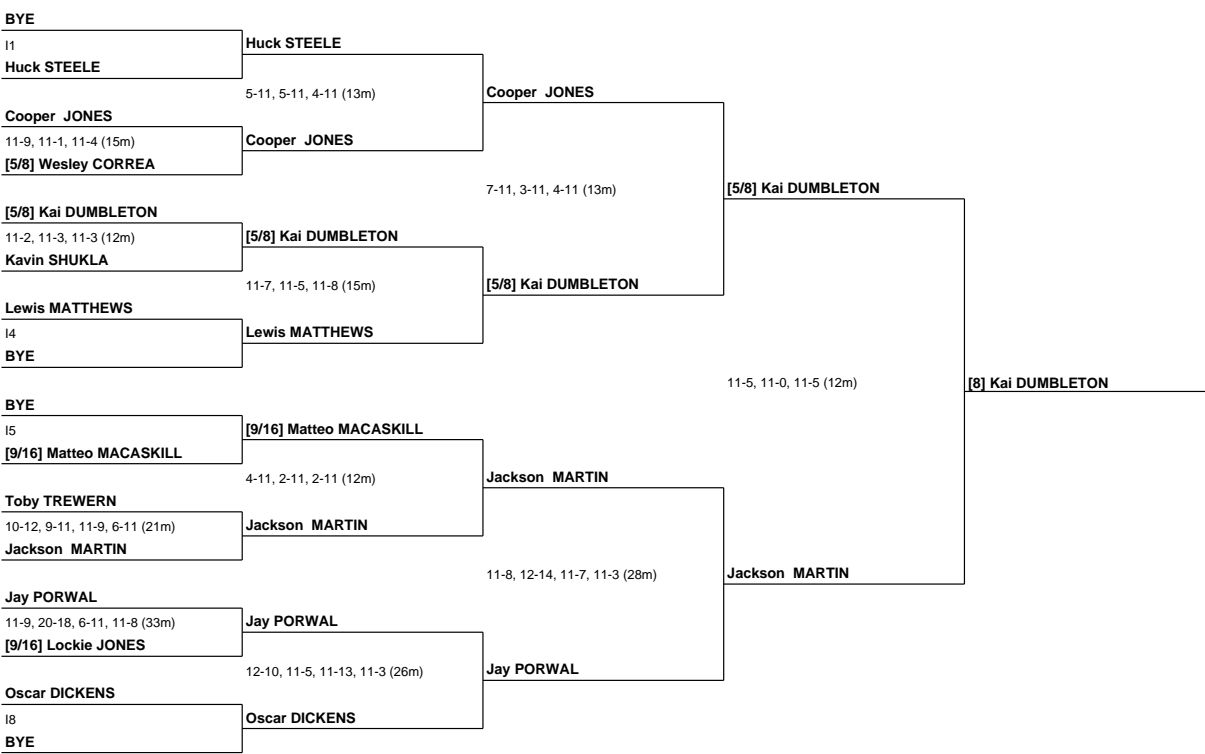 BYE
I1
Huck STEELE
Cooper  JONES
11-9, 11-1, 11-4 (15m)
[5/8] Wesley CORREA
[5/8] Kai DUMBLETON
11-2, 11-3, 11-3 (12m)
Kavin SHUKLA
Lewis MATTHEWS
I4
BYE
BYE
I5
[9/16] Matteo MACASKILL
Toby TREWERN
10-12, 9-11, 11-9, 6-11 (21m)
Jackson  MARTIN
Jay PORWAL
11-9, 20-18, 6-11, 11-8 (33m)
[9/16] Lockie JONES
Oscar DICKENS
I8
BYE
Huck STEELE
5-11, 5-11, 4-11 (13m)
Cooper  JONES
[5/8] Kai DUMBLETON
11-7, 11-5, 11-8 (15m)
Lewis MATTHEWS
[9/16] Matteo MACASKILL
4-11, 2-11, 2-11 (12m)
Jackson  MARTIN
Jay PORWAL
12-10, 11-5, 11-13, 11-3 (26m)
Oscar DICKENS
Cooper  JONES
7-11, 3-11, 4-11 (13m)
[5/8] Kai DUMBLETON
Jackson  MARTIN
11-8, 12-14, 11-7, 11-3 (28m)
Jay PORWAL
[5/8] Kai DUMBLETON
11-5, 11-0, 11-5 (12m)
Jackson  MARTIN
[8] Kai DUMBLETON